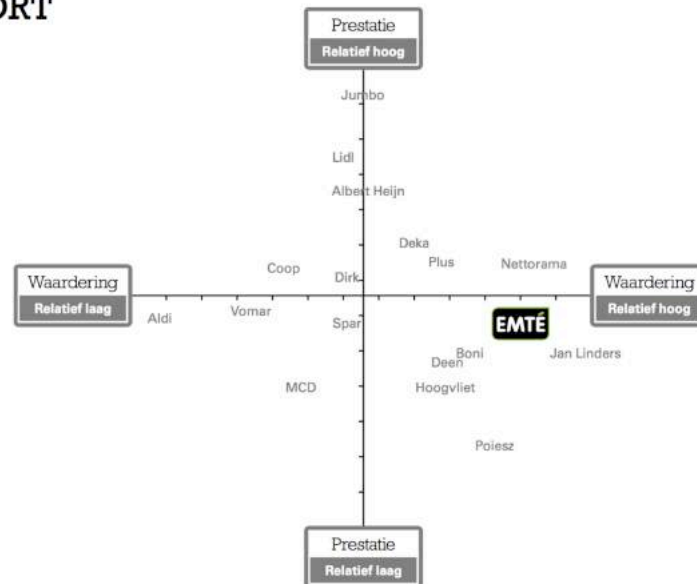 Prestatie
Relatief hoog
Jumbo
Lidl
Albert Heijn
Deka
Plus
Nettorama
Coop
Dirk
Waardering
Relatief laag
Waardering
Relatief hoog
Aldi
Vomar
Spar
EMTÉ
Boni
Jan Linders
Deen
MCD
Hoogvliet
Poiesz
Prestatie
Relatief laag